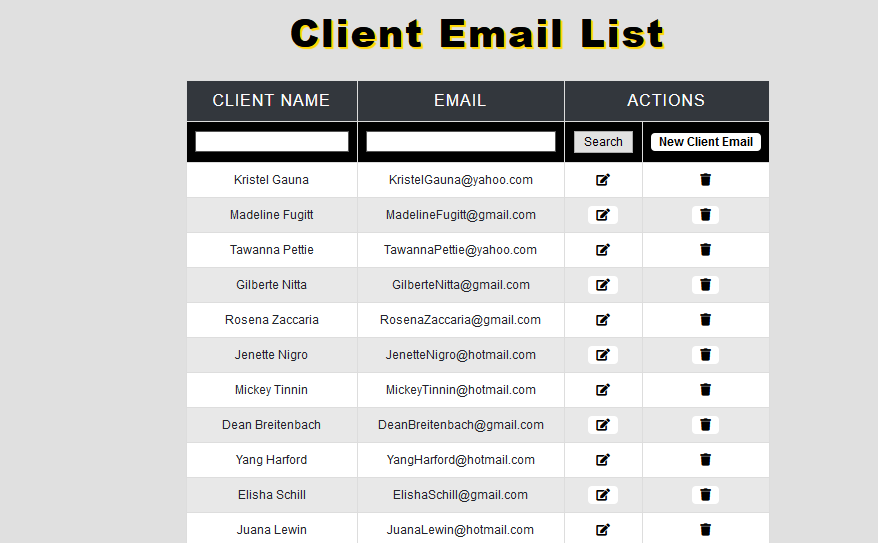 Client Email List
CLIENT NAME EMAIL ACTIONS
Search New Client Email
Kristel Gauna KristelGauna@yahoo.com
Madeline Fugitt MadelineFugitt@gmail.com
Tawanna Pettie TawannaPettie@yahoo.com
Gilberte Nitta GilberteNitta@gmail.com
Rosena Zaccaria RosenaZaccaria@gmail.com
Jenette Nigro JenetteNigro@hotmail.com
Mickey Tinnin MickeyTinnin@hotmail.com
Dean Breitenbach DeanBreitenbach@gmail.com
Yang Harford YangHarford@hotmail.com
Elisha Schill ElishaSchill@gmail.com
Juana Lewin JuanaLewin@hotmail.com